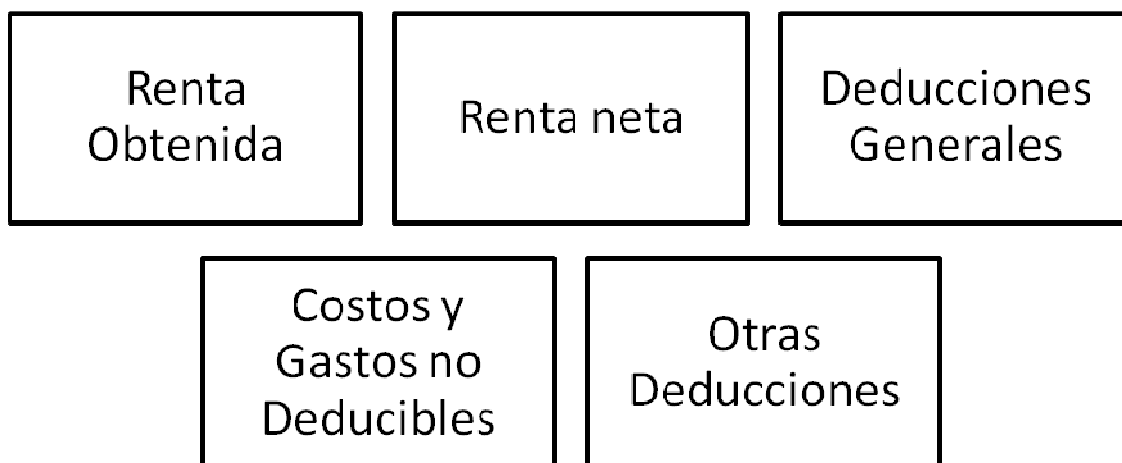 Renta
Obtenida
Renta neta
Deducciones
Generales
Costos y
Gastos no
Deducibles
Otras
Deducciones